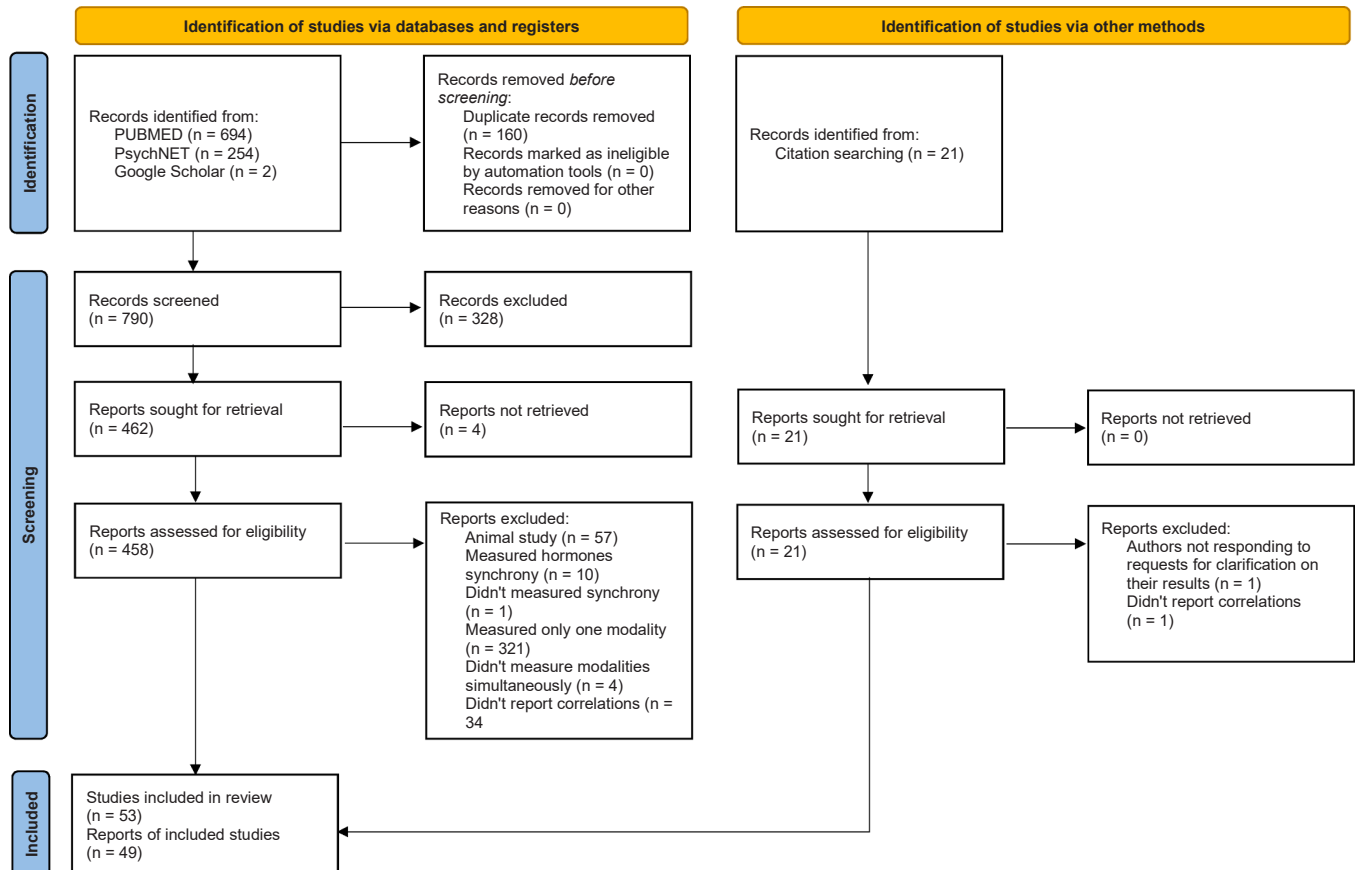 Identification of studies via databases and registers
Identification of studies via other methods
Identification
Records identified from:
PUBMED (n = 694)
PsychNET (n = 254)
Google Scholar (n = 2)
Records removed before
screening:
Duplicate records removed
(n = 160)
Records marked as ineligible
by automation tools (n = 0)
Records removed for other
reasons (n = 0)
Records identified from:
Citation searching (n = 21)
Screening
Records screened
(n = 790)
Records excluded
(n = 328)
Reports sought for retrieval
(n = 462)
Reports not retrieved
(n = 4)
Reports sought for retrieval
(n = 21)
Reports not retrieved
(n = 0)
Reports assessed for eligibility
(n = 458)
Reports excluded:
Animal study (n = 57)
Measured hormones
synchrony (n = 10)
Didn't measured synchrony
(n = 1)
Measured only one modality
(n = 321)
Didn't measure modalities
simultaneously (n = 4)
Didn't report correlations (n =
34
Reports assessed for eligibility
(n = 21)
Reports excluded:
Authors not responding to
requests for clarification on
their results (n = 1)
Didn't report correlations
(n = 1)
Included
Studies included in review
(n = 53)
Reports of included studies
(n = 49)